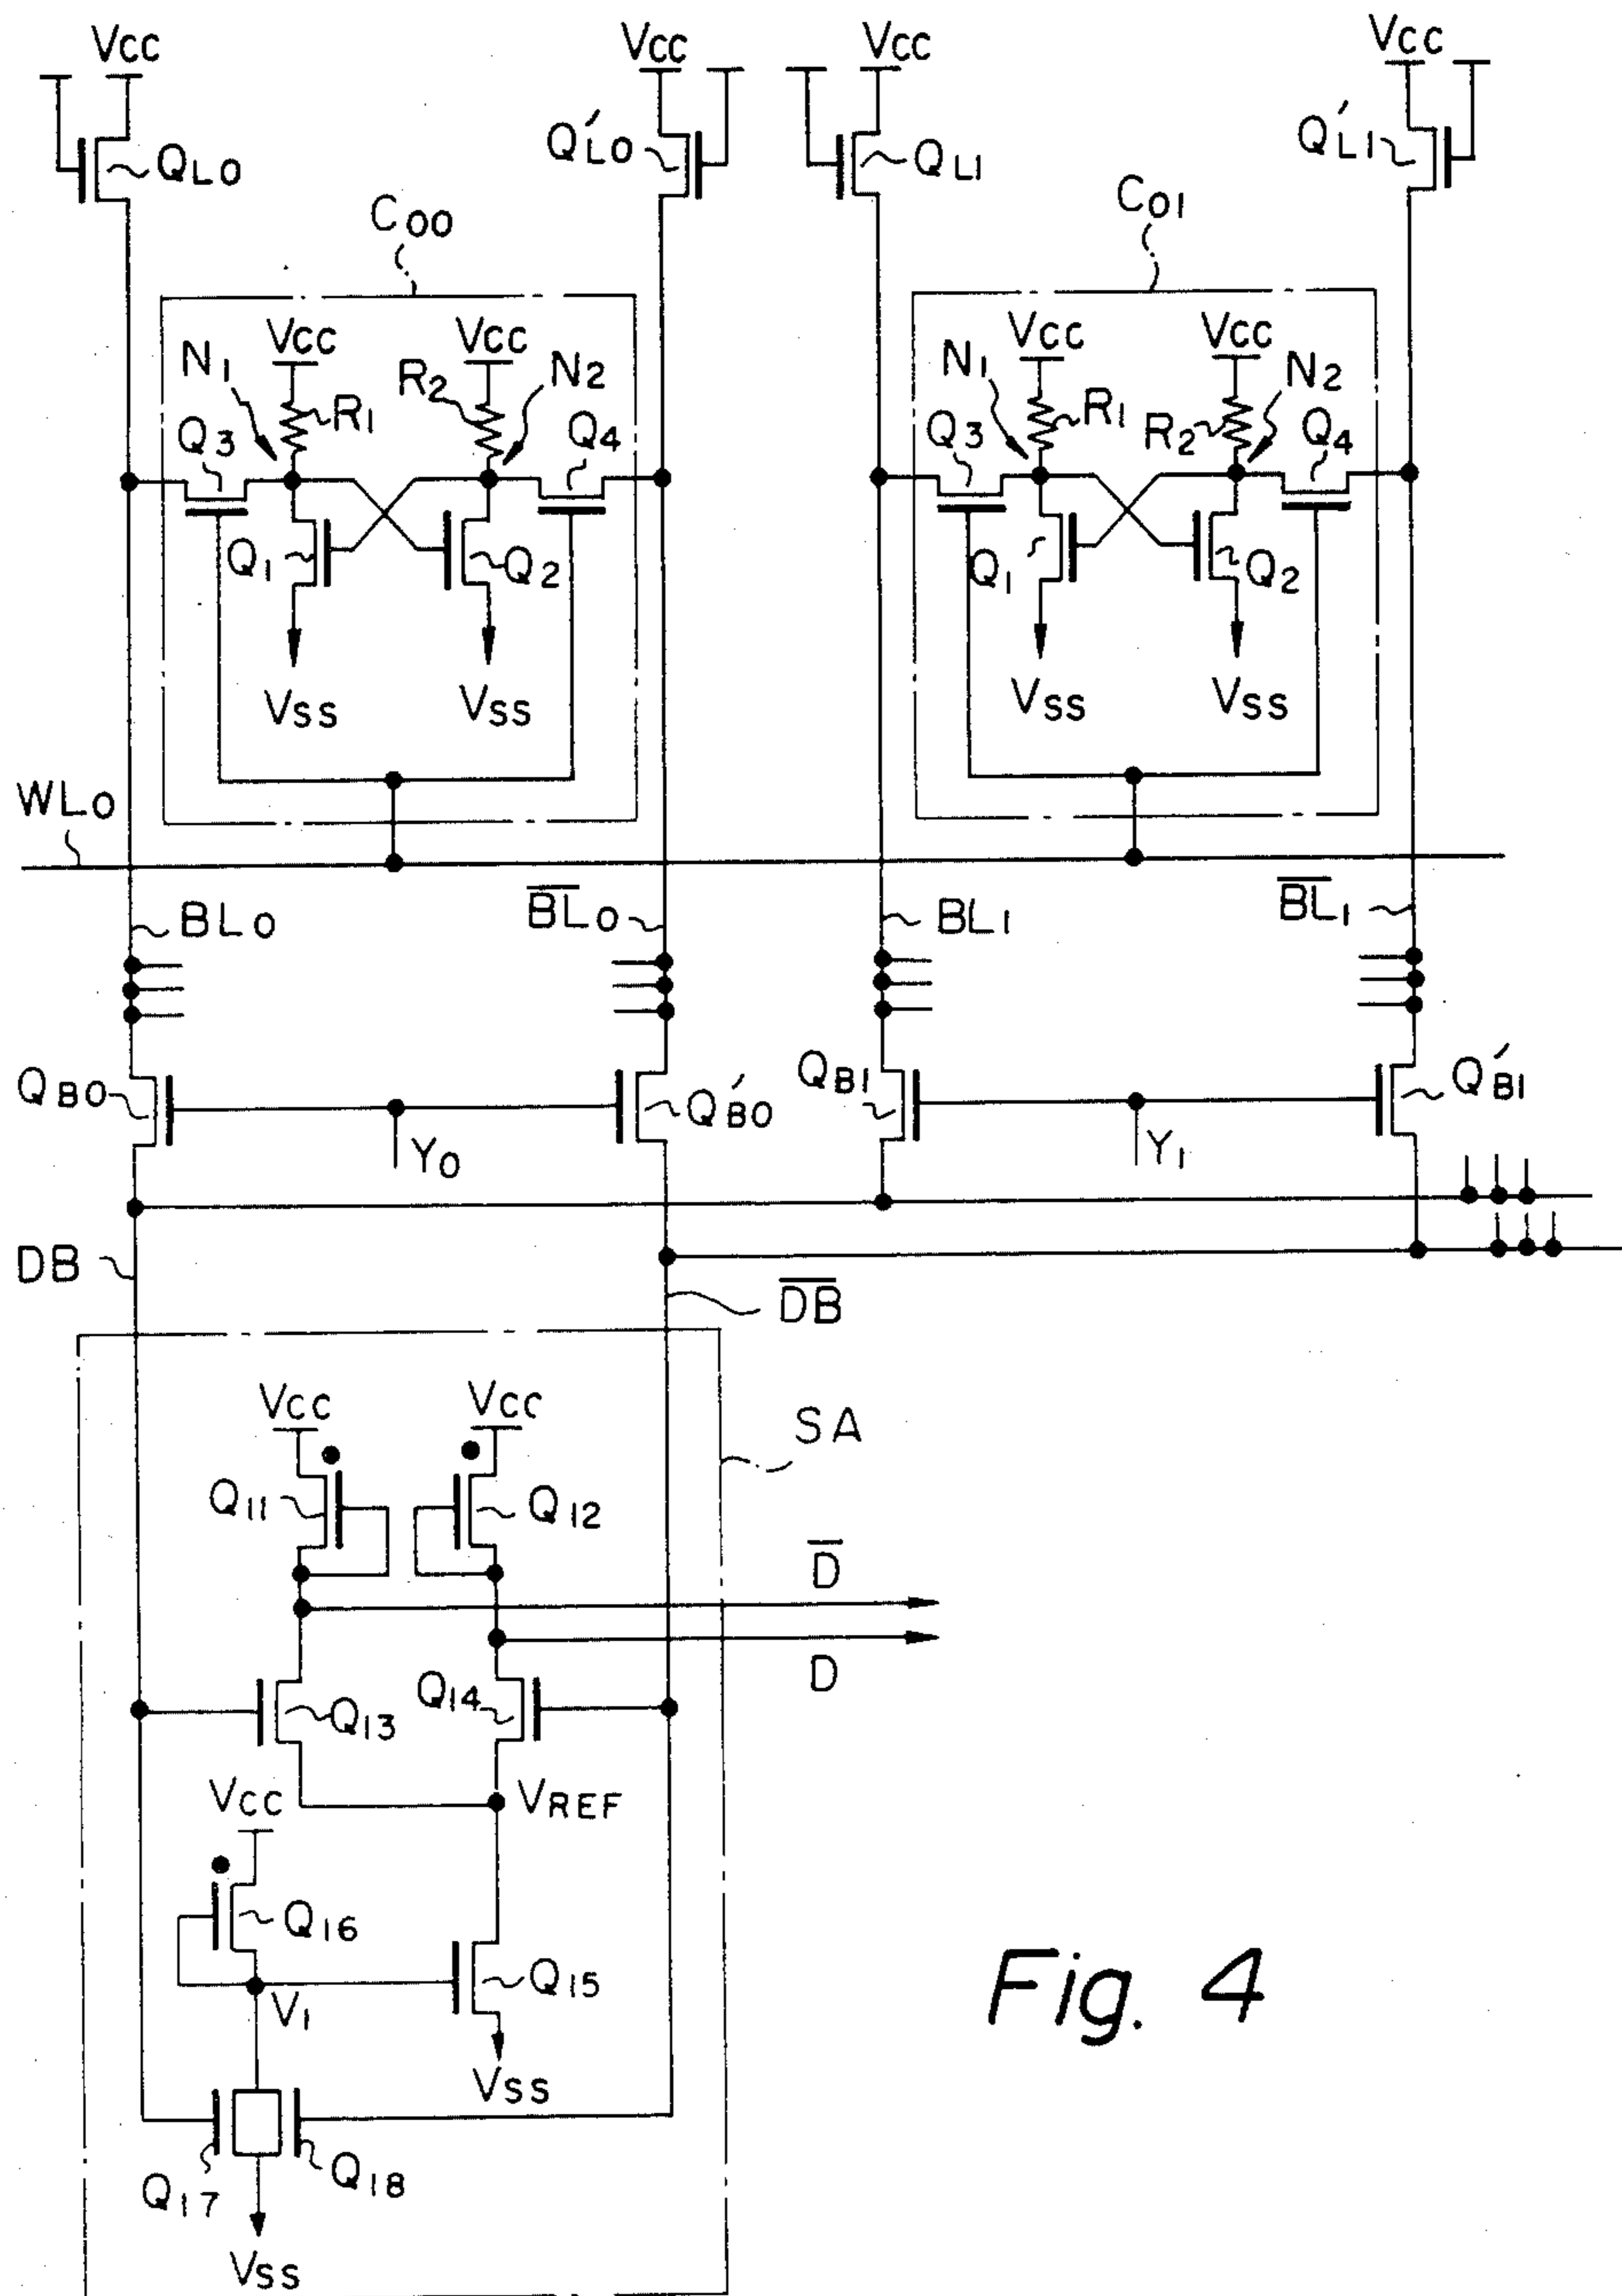 VCC VCC VCC VCC
QL0 Q'L0 QL1 Q'L1
C00 C01
VCC VCC VCC VCC
N1 R1 R2 N2 N1 R1 R2 N2
Q3 Q4 Q3 Q4
Q1 Q2 Q1 Q2
VSS VSS VSS VSS
WL0
BL0 B̅L̅0 BL1 B̅L̅1
QB0 Q'B0 QB1 Q'B1
Y0 Y1
DB D̅B̅
VCC VCC SA
Q11 Q12
D̅
D
Q13 Q14
VCC VREF
Q16 Q15
V1
VSS
Q17 Q18
VSS
Fig. 4